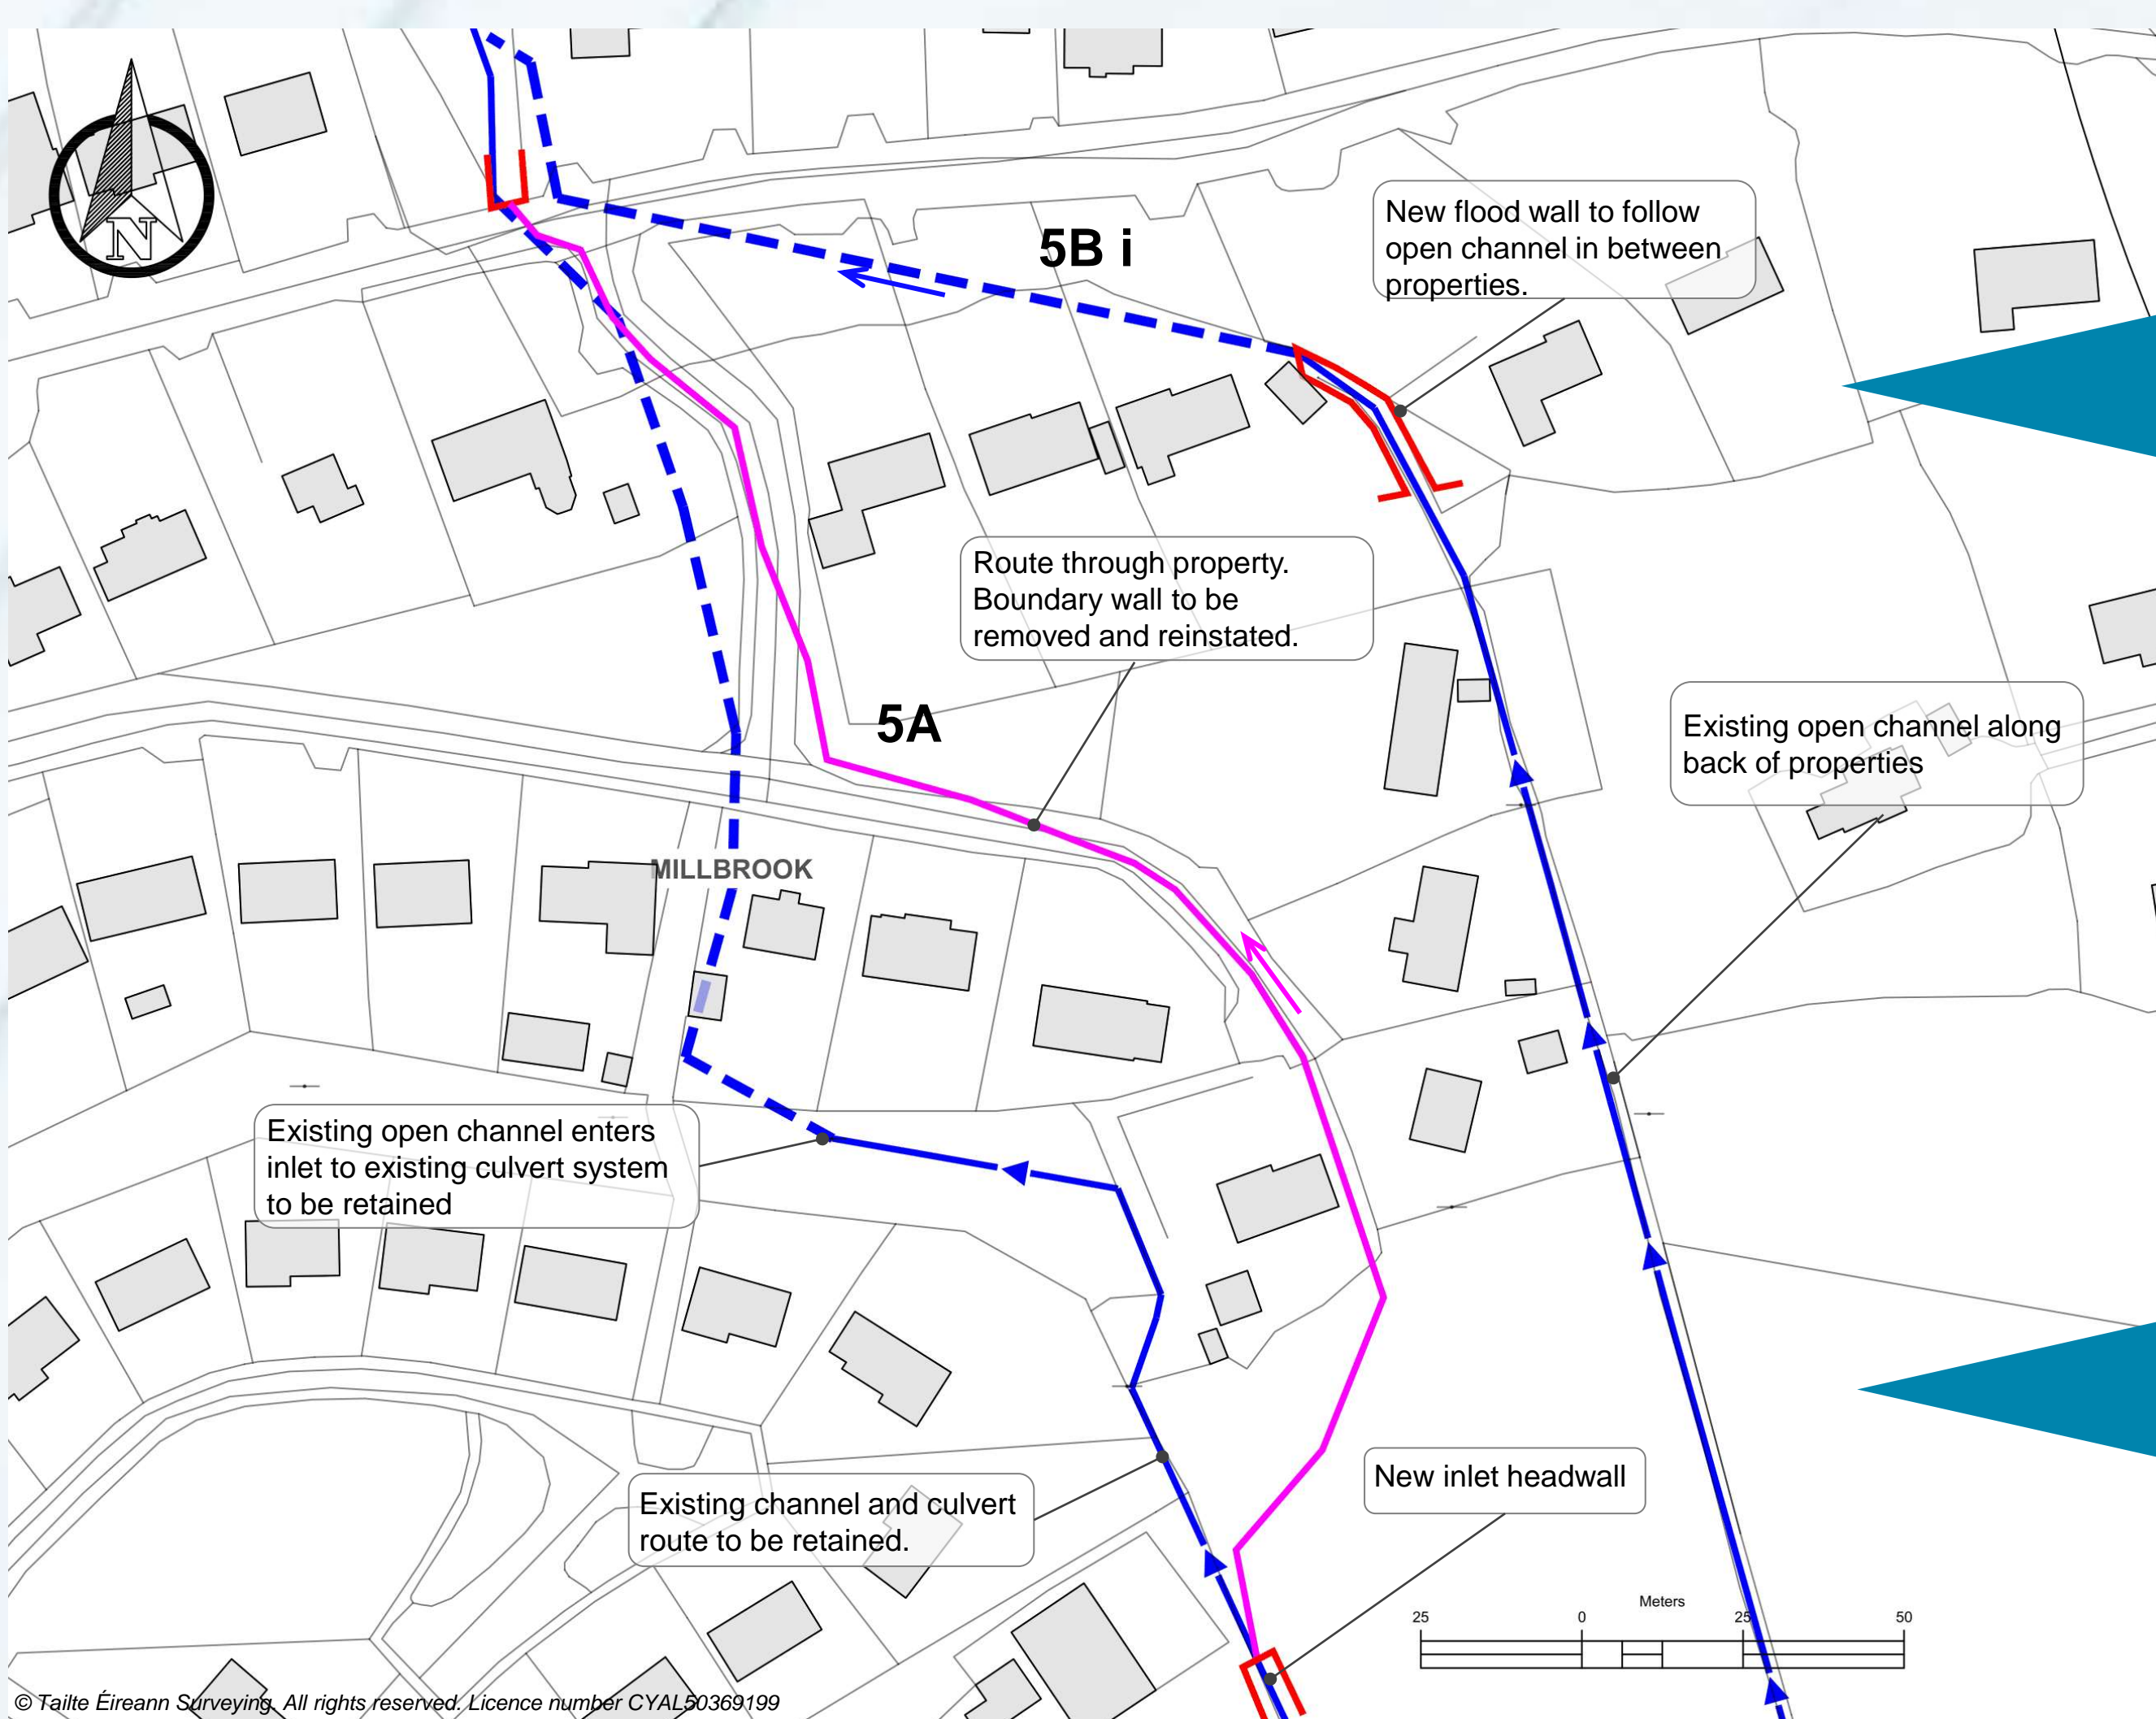 N
5B i
New flood wall to follow
open channel in between
properties.
Route through property.
Boundary wall to be
removed and reinstated.
5A
Existing open channel along
back of properties
MILLBROOK
Existing open channel enters
inlet to existing culvert system
to be retained
Existing channel and culvert
route to be retained.
New inlet headwall
Meters
25 0 25 50
© Tailte Éireann Surveying. All rights reserved. Licence number CYAL50369199